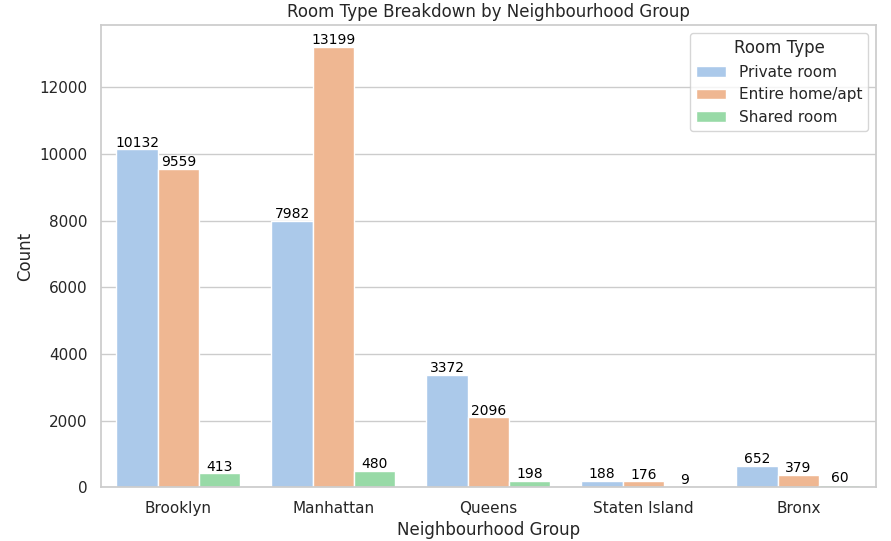 Room Type Breakdown by Neighbourhood Group
Room Type
Private room
Entire home/apt
Shared room
Count
12000
10000
8000
6000
4000
2000
0
10132
9559
413
7982
13199
480
3372
2096
198
188
176
9
652
379
60
Brooklyn
Manhattan
Queens
Staten Island
Bronx
Neighbourhood Group